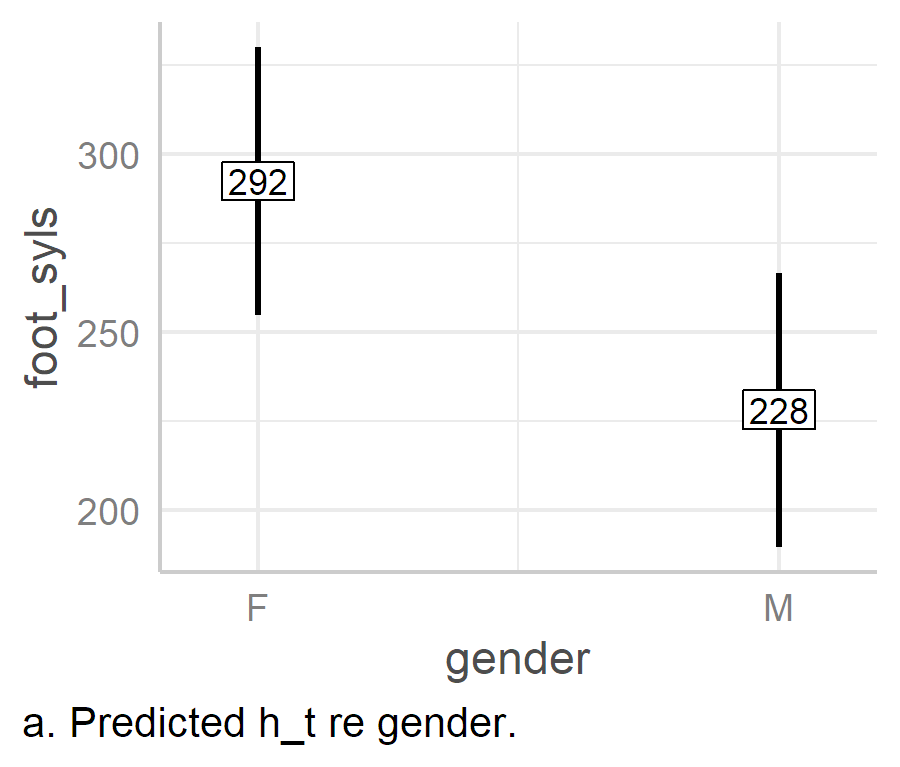 foot_syls
300
250
200
292
228
F
M
gender
a. Predicted h_t re gender.